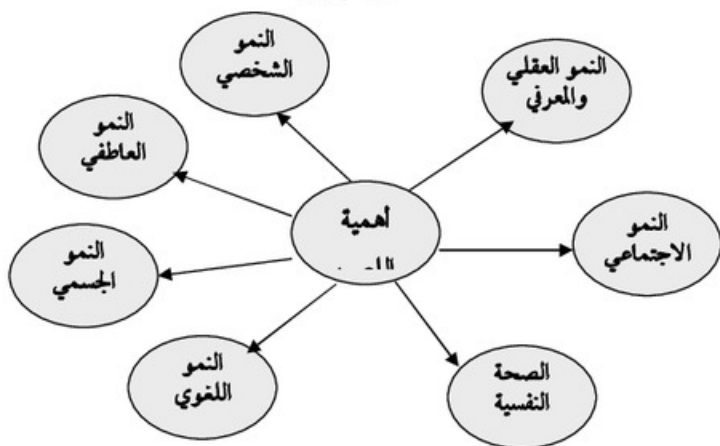 النمو
الشخصي
النمو العقلي
والمعرفي
النمو
العاطفي
أهمية
النمو
الاجتماعي
النمو
الجسمي
النمو
اللغوي
الصحة
النفسية